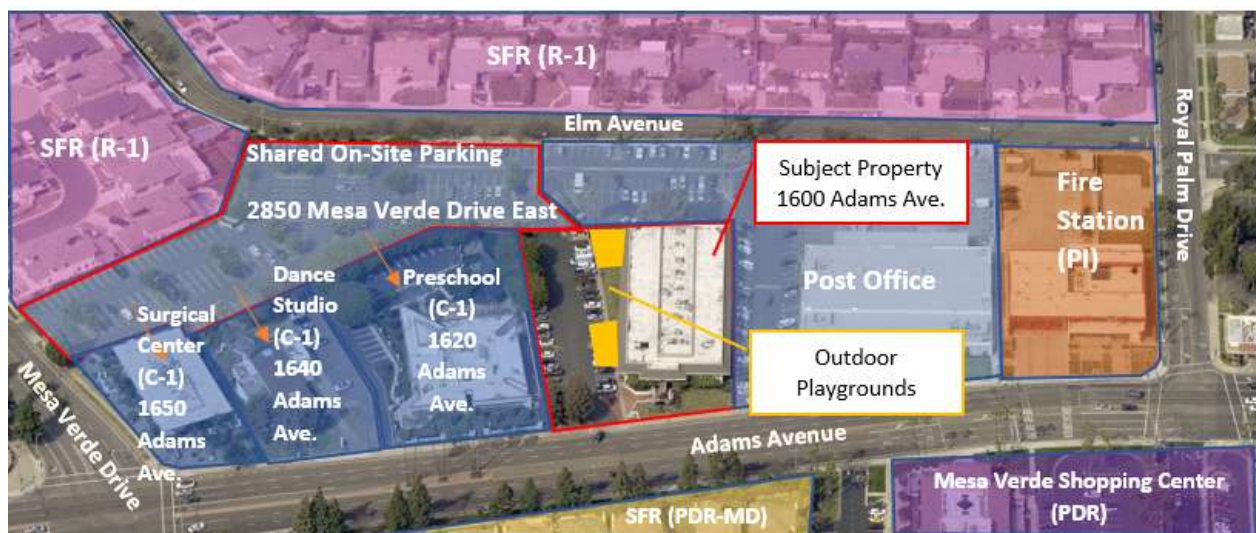 SFR (R-1)
SFR (R-1)
Elm Avenue
Royal Palm Drive
Shared On-Site Parking
2850 Mesa Verde Drive East
Subject Property
1600 Adams Ave.
Fire
Station
(PI)
Surgical
Center
(C-1)
1650
Adams
Ave.
Dance
Studio
(C-1)
1640
Adams
Ave.
Preschool
(C-1)
1620
Adams
Ave.
Post Office
Outdoor
Playgrounds
Mesa Verde Drive
Adams Avenue
SFR (PDR-MD)
Mesa Verde Shopping Center
(PDR)